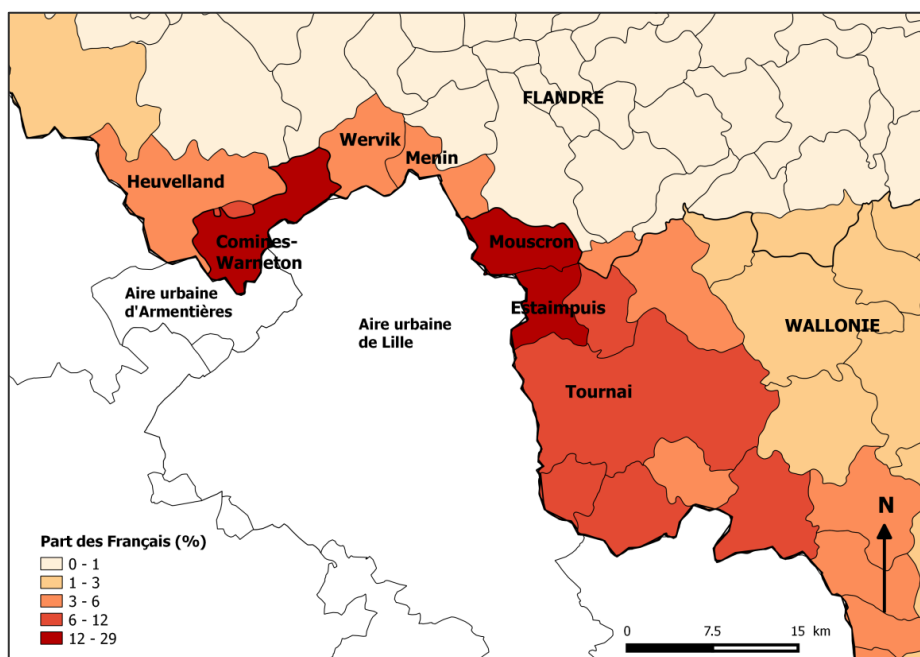 FLANDRE
Wervik
Menin
Heuvelland
Comines-
Warneton
Mouscron
Aire urbaine
d'Armentières
Estaimpuis
Aire urbaine
de Lille
WALLONIE
Tournai
N
Part des Français (%)
0 - 1
1 - 3
3 - 6
6 - 12
12 - 29
0 7.5 15 km